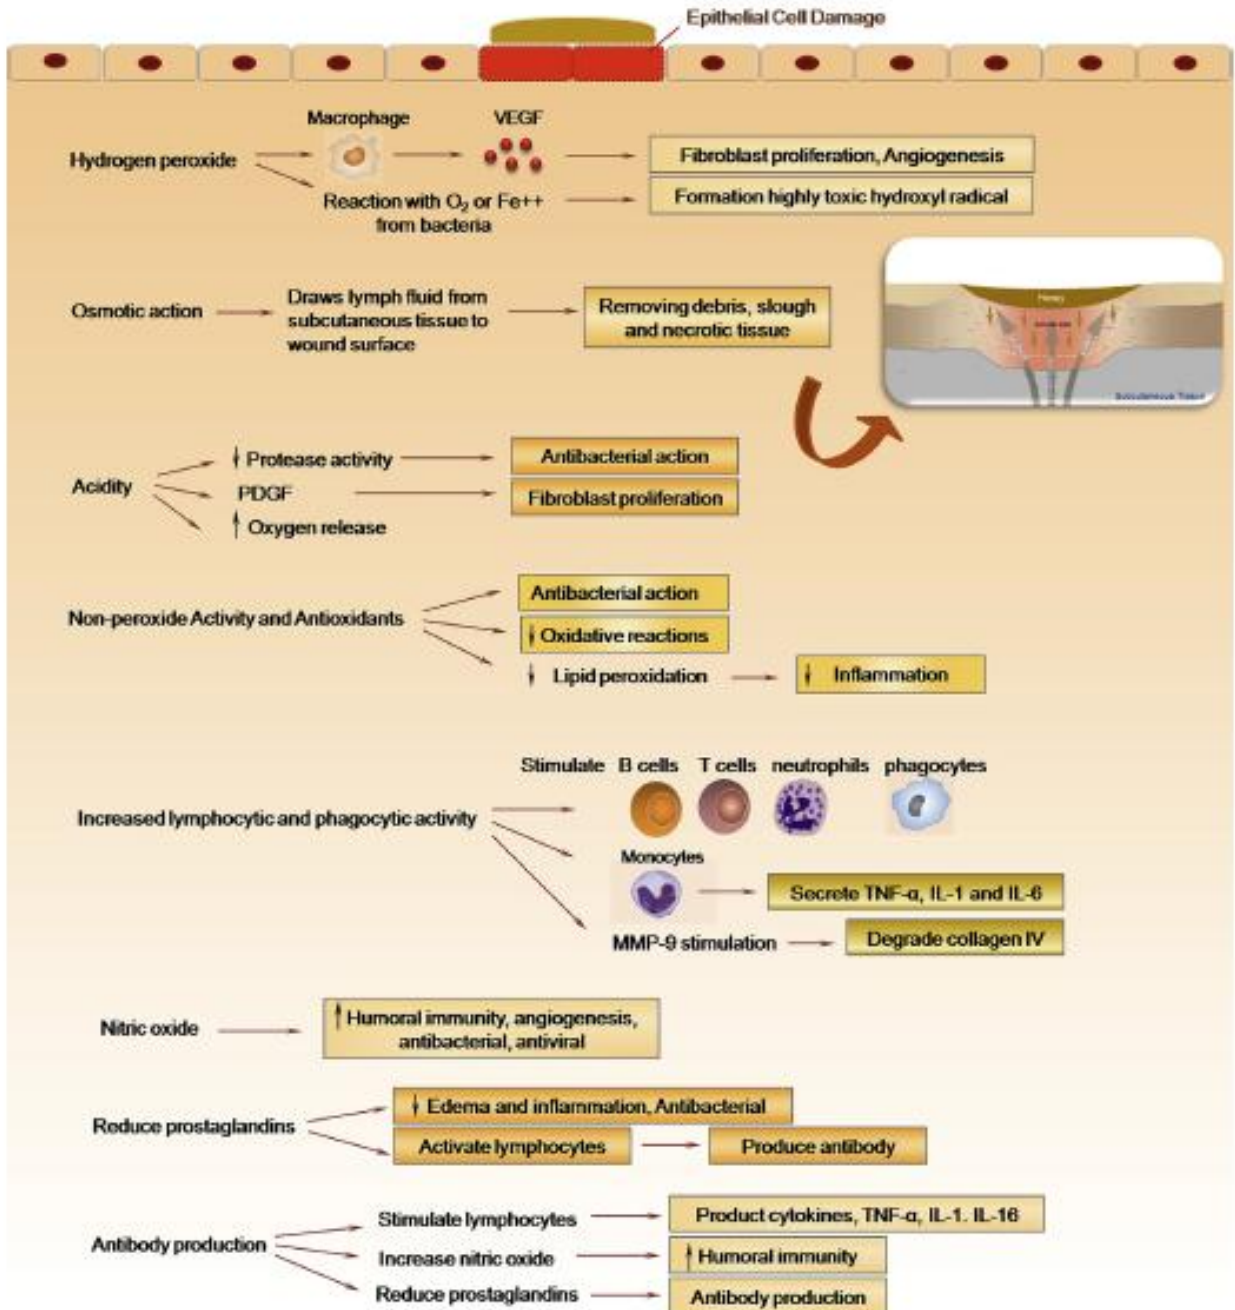 Epithelial Cell Damage
Macrophage
VEGF
Hydrogen peroxide
Fibroblast proliferation, Angiogenesis
Reaction with O₂ or Fe++
from bacteria
Formation highly toxic hydroxyl radical
Osmotic action
Draws lymph fluid from
subcutaneous tissue to
wound surface
Removing debris, slough
and necrotic tissue
Honey
Subcutaneous Tissue
Acidity
↓ Protease activity
Antibacterial action
PDGF
Fibroblast proliferation
↑ Oxygen release
Non-peroxide Activity and Antioxidants
Antibacterial action
↓ Oxidative reactions
↓ Lipid peroxidation
↓ Inflammation
Increased lymphocytic and phagocytic activity
Stimulate B cells T cells neutrophils phagocytes
Monocytes
Secrete TNF-α, IL-1 and IL-6
MMP-9 stimulation
Degrade collagen IV
Nitric oxide
↑ Humoral immunity, angiogenesis,
antibacterial, antiviral
Reduce prostaglandins
↓ Edema and inflammation, Antibacterial
Activate lymphocytes
Produce antibody
Antibody production
Stimulate lymphocytes
Product cytokines, TNF-α, IL-1. IL-16
Increase nitric oxide
↑ Humoral immunity
Reduce prostaglandins
Antibody production